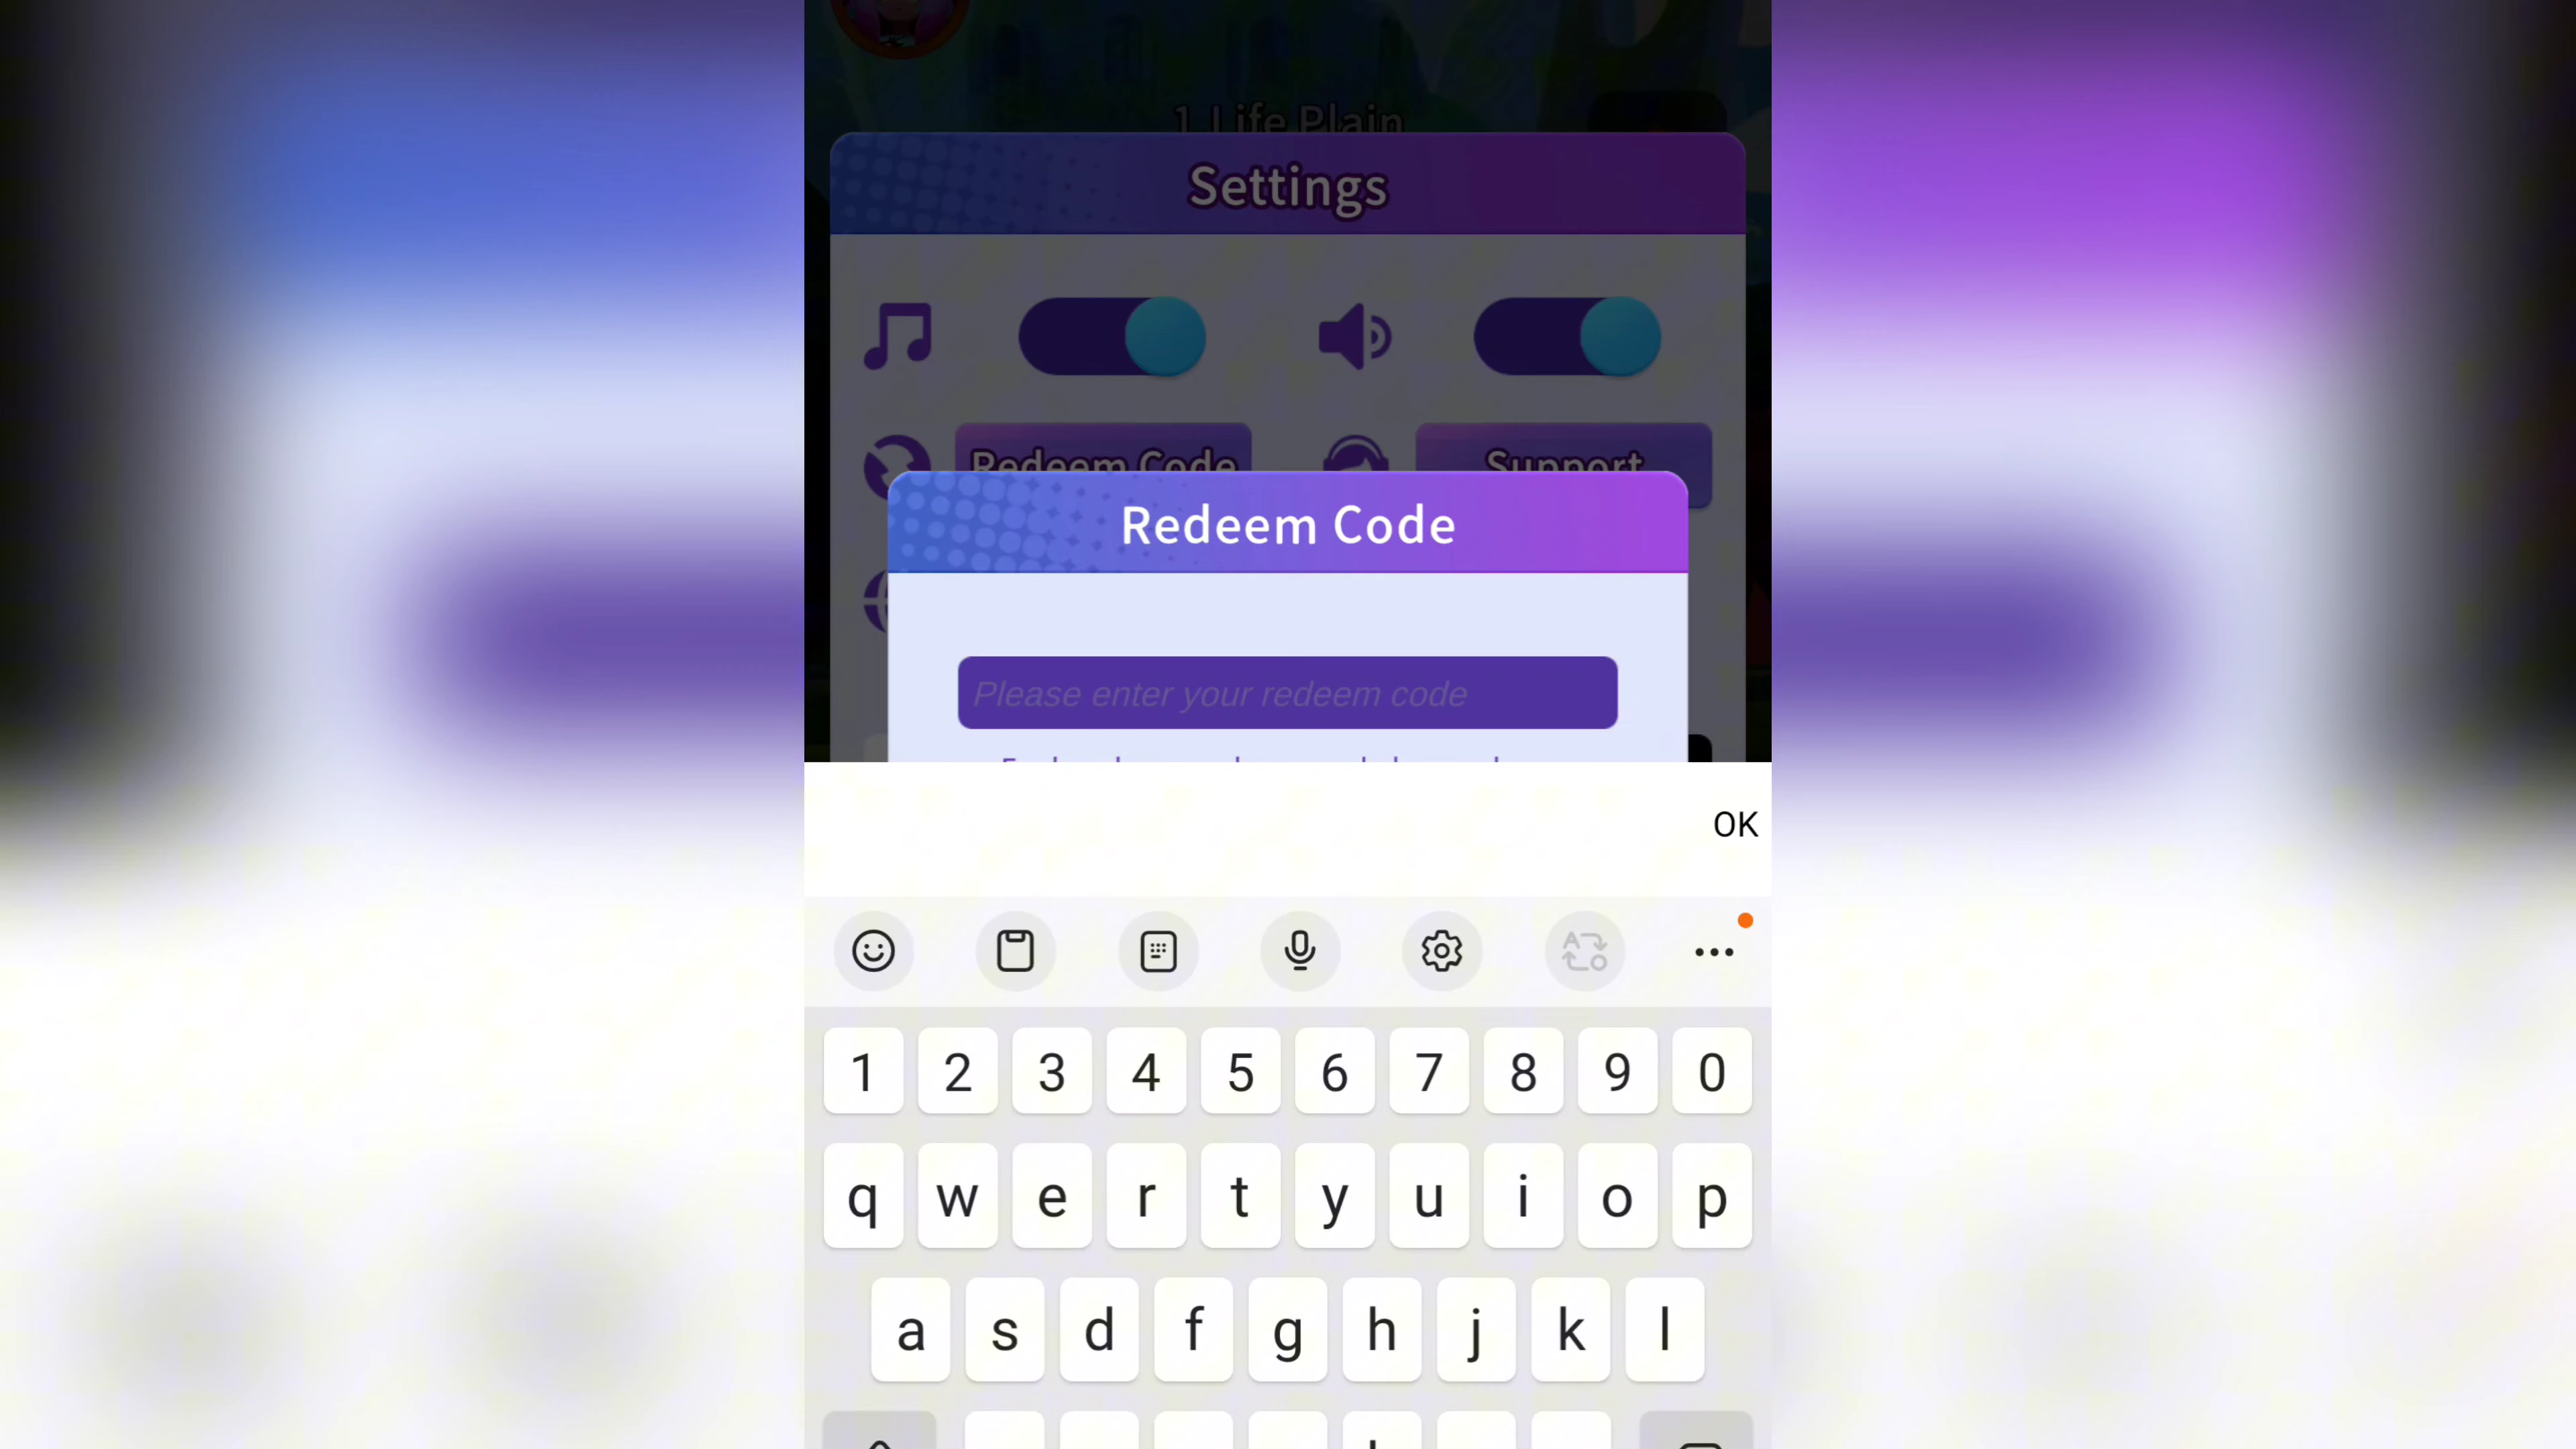 1 Life Plain
Settings
Redeem Code
Support
Redeem Code
Please enter your redeem code
OK
1 2 3 4 5 6 7 8 9 0
q w e r t y u i o p
a s d f g h j k l